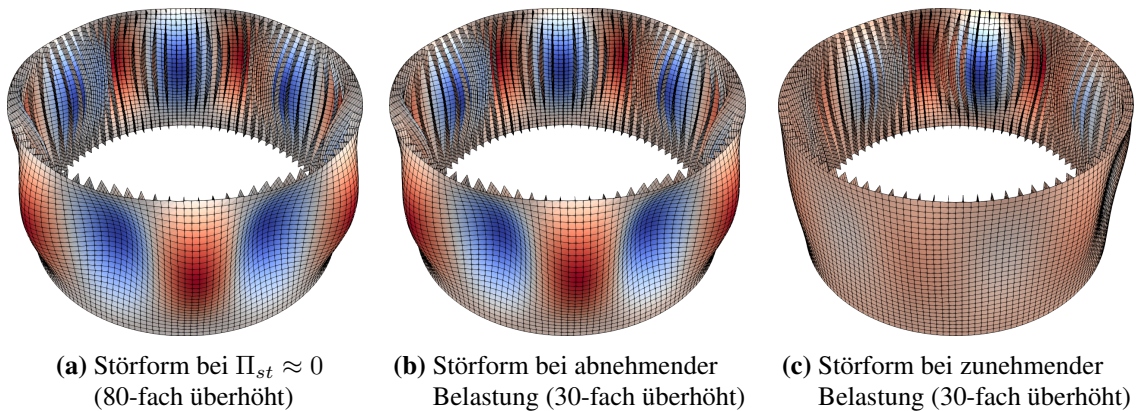 (a) Störform bei Πst ≈ 0
(80-fach überhöht)
(b) Störform bei abnehmender
Belastung (30-fach überhöht)
(c) Störform bei zunehmender
Belastung (30-fach überhöht)